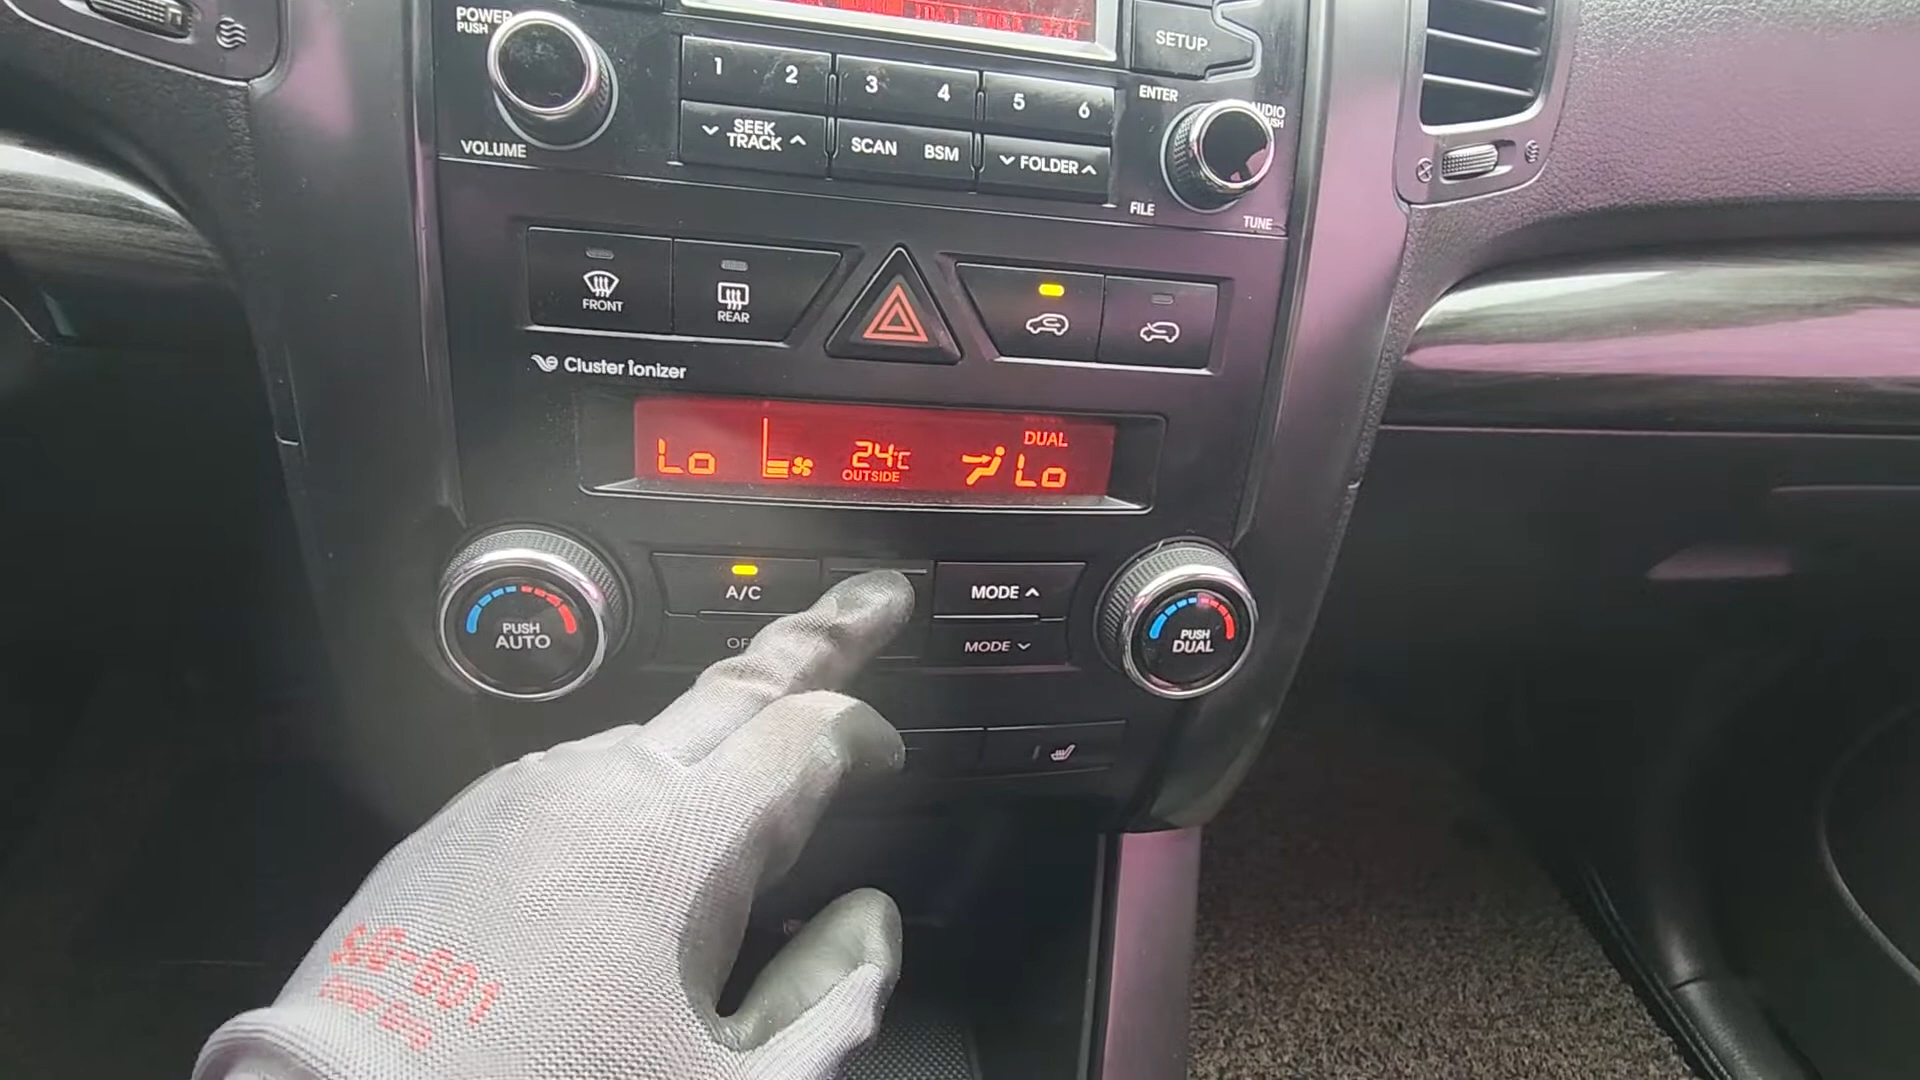 POWER
PUSH
VOLUME
1 2 3 4 5 6
SETUP
SEEK
TRACK
SCAN BSM
FOLDER
ENTER
FILE
TUNE
FRONT
REAR
Cluster ionizer
DUAL
Lo 24℃ Lo
OUTSIDE
A/C
MODE
MODE
PUSH
AUTO
PUSH
DUAL